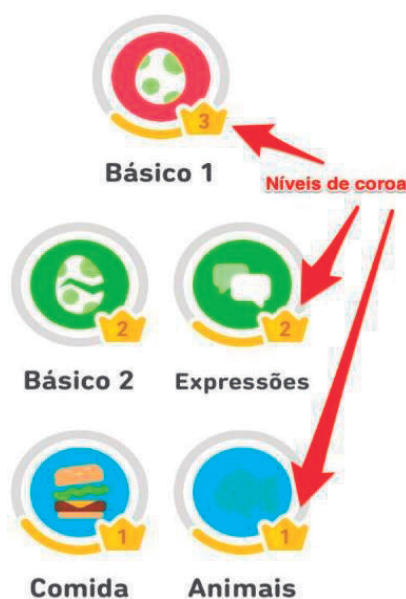 3
Básico 1
Níveis de coroa
2
2
Básico 2
Expressões
1
1
Comida
Animais